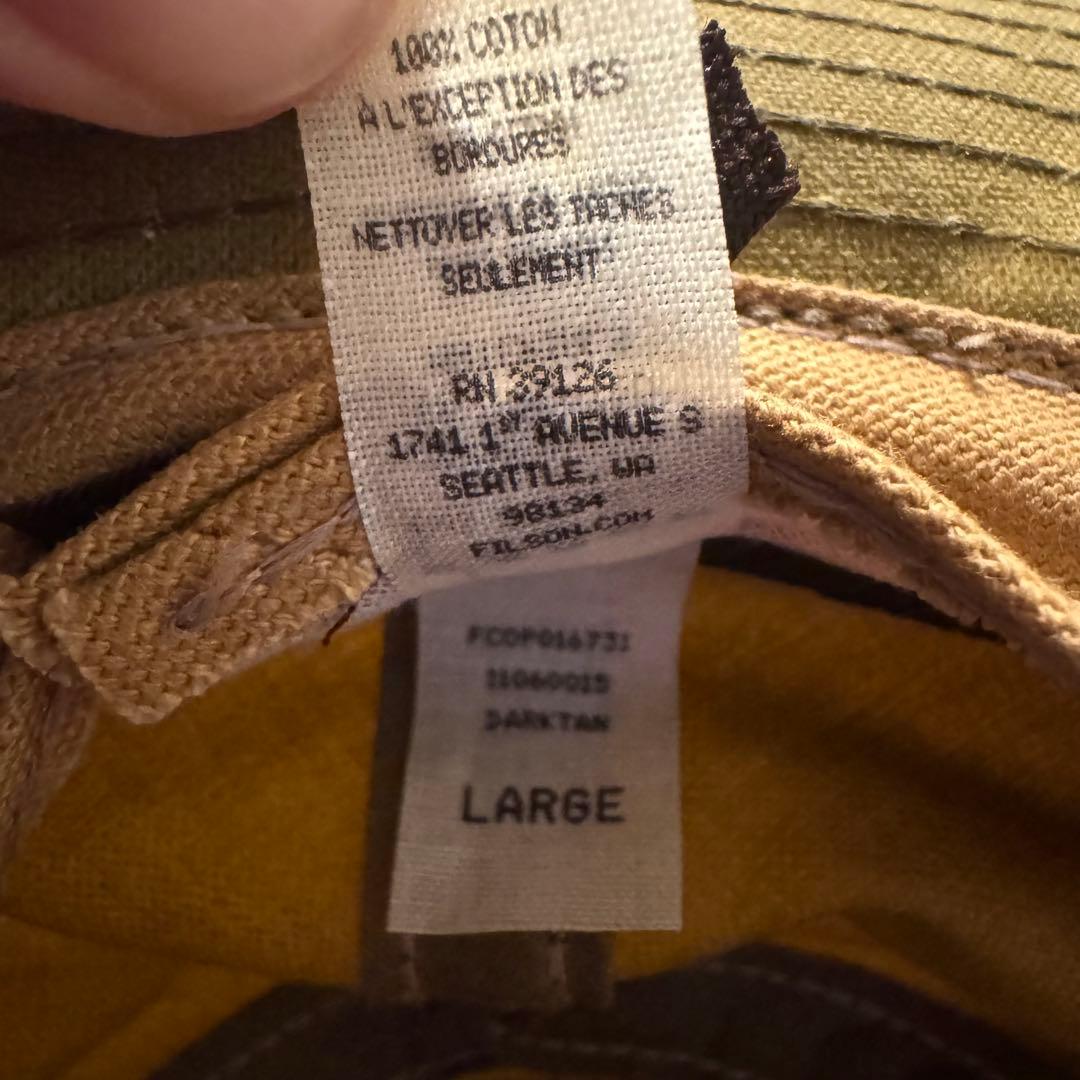 100% COTON
À L'EXCEPTION DES
BORDURES
NETTOYER LES TACHES
SEULEMENT
RN 29126
1741 1ST AVENUE S
SEATTLE, WA
98134
FILSON.COM
FCOP016731
11060015
DARKTAN
LARGE